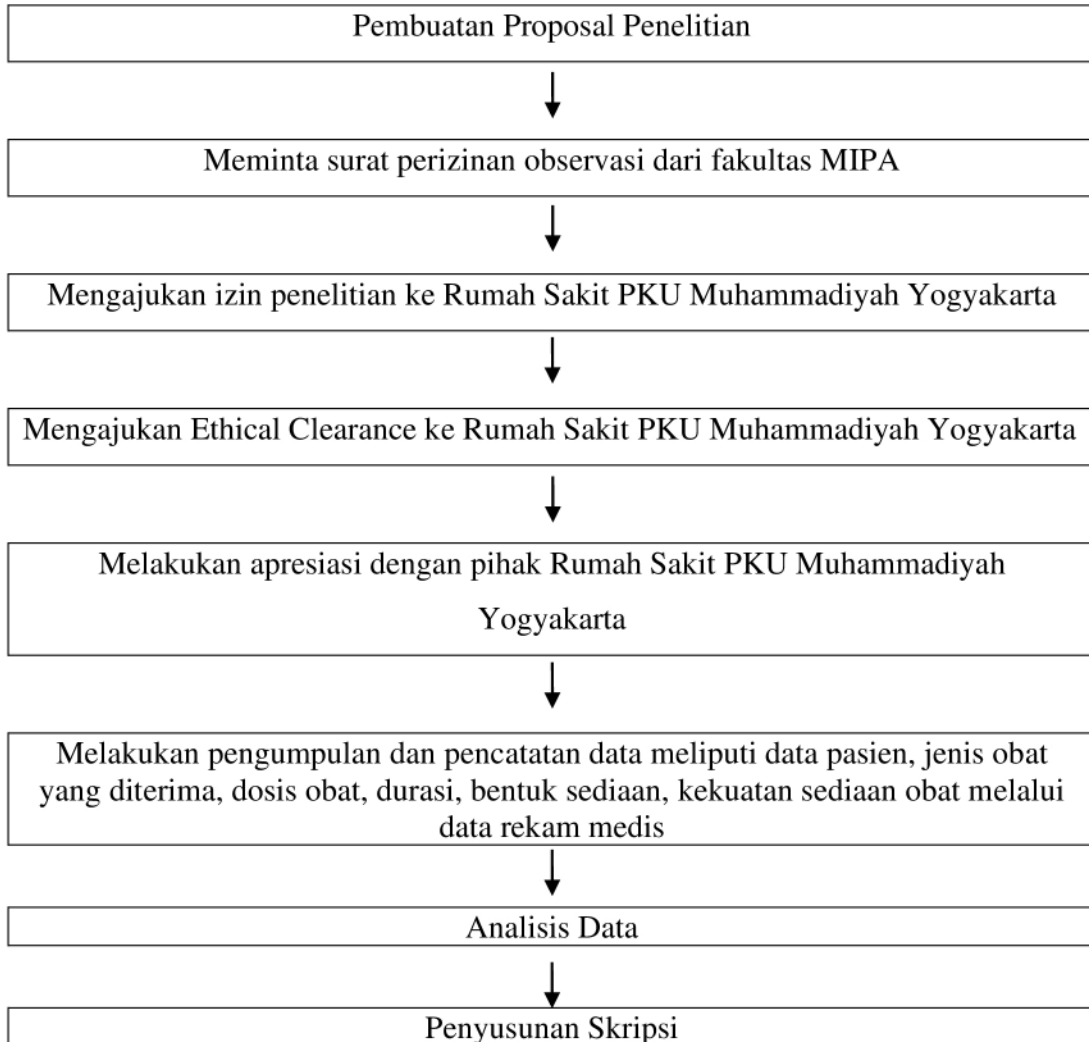 Pembuatan Proposal Penelitian
Meminta surat perizinan observasi dari fakultas MIPA
Mengajukan izin penelitian ke Rumah Sakit PKU Muhammadiyah Yogyakarta
Mengajukan Ethical Clearance ke Rumah Sakit PKU Muhammadiyah Yogyakarta
Melakukan apresiasi dengan pihak Rumah Sakit PKU Muhammadiyah
Yogyakarta
Melakukan pengumpulan dan pencatatan data meliputi data pasien, jenis obat
yang diterima, dosis obat, durasi, bentuk sediaan, kekuatan sediaan obat melalui
data rekam medis
Analisis Data
Penyusunan Skripsi